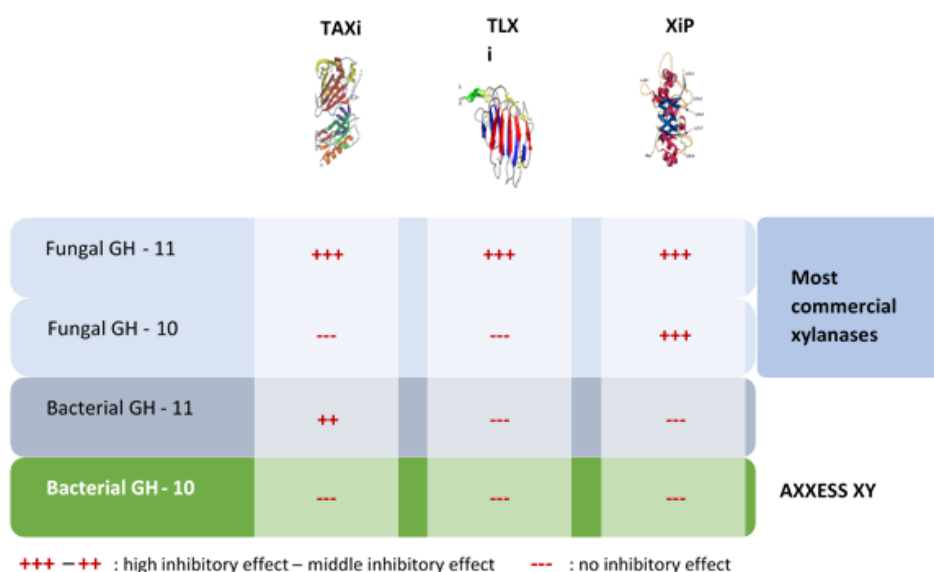 TAXi
TLX
i
XiP
Fungal GH - 11
+++
+++
+++
Fungal GH - 10
---
---
+++
Most
commercial
xylanases
Bacterial GH - 11
++
---
---
Bacterial GH - 10
---
---
---
AXXESS XY
+++ – ++ : high inhibitory effect – middle inhibitory effect --- : no inhibitory effect